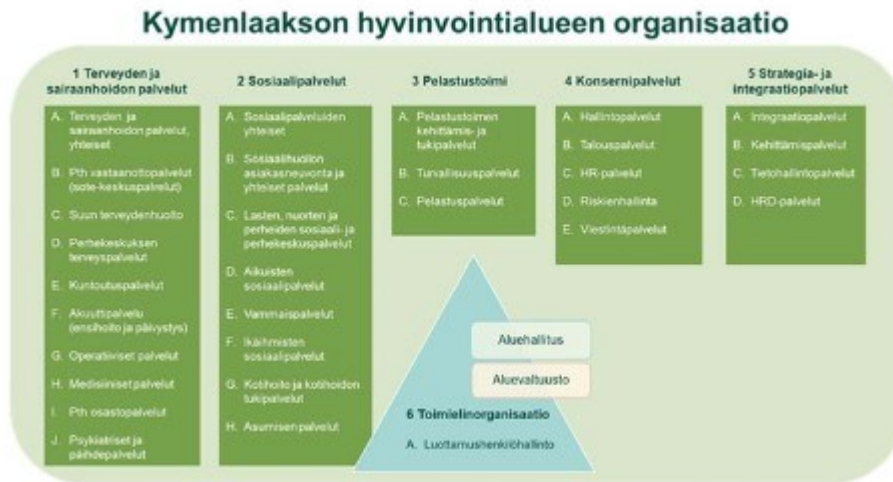 Kymenlaakson hyvinvointialueen organisaatio
1 Terveyden ja
sairaanhoidon palvelut
A. Terveyden ja
sairaanhoidon palvelut,
yhteiset
B. Pth vastaanottopalvelut
(sote-keskuspalvelut)
C. Suun terveydenhuolto
D. Perhekeskuksen
terveyspalvelut
E. Kuntoutuspalvelut
F. Akuuttipalvelu
(ensihoito ja päivystys)
G. Operatiiviset palvelut
H. Medisiiniset palvelut
I. Pth osastopalvelut
J. Psykiatriset ja
päihdepalvelut
2 Sosiaalipalvelut
A. Sosiaalipalveluiden
yhteiset
B. Sosiaalihuollon
asiakasneuvonta ja
yhteiset palvelut
C. Lasten, nuorten ja
perheiden sosiaali- ja
perhekeskuspalvelut
D. Aikuisten
sosiaalipalvelut
E. Vammaispalvelut
F. Ikäihmisten
sosiaalipalvelut
G. Kotihoito ja kotihoidon
tukipalvelut
H. Asumisen palvelut
3 Pelastustoimi
A. Pelastustoimen
kehittämis- ja
tukipalvelut
B. Turvallisuuspalvelut
C. Pelastuspalvelut
4 Konsernipalvelut
A. Hallintopalvelut
B. Talouspalvelut
C. HR-palvelut
D. Riskienhallinta
E. Viestintäpalvelut
5 Strategia- ja
integraatiopalvelut
A. Integraatiopalvelut
B. Kehittämispalvelut
C. Tietohallintopalvelut
D. HRD-palvelut
Aluehallitus
Aluevaltuusto
6 Toimielinorganisaatio
A. Luottamushenkilöhallinto